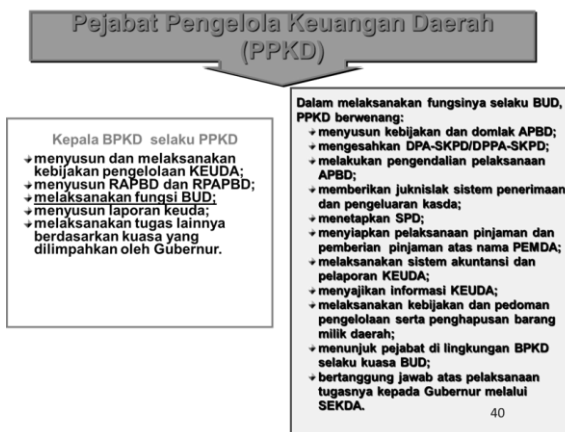 Pejabat Pengelola Keuangan Daerah
(PPKD)
Kepala BPKD selaku PPKD
menyusun dan melaksanakan
kebijakan pengelolaan KEUDA;
menyusun RAPBD dan RPAPBD;
melaksanakan fungsi BUD;
menyusun laporan keuda;
melaksanakan tugas lainnya
berdasarkan kuasa yang
dilimpahkan oleh Gubernur.
Dalam melaksanakan fungsinya selaku BUD,
PPKD berwenang:
menyusun kebijakan dan domlak APBD;
mengesahkan DPA-SKPD/DPPA-SKPD;
melakukan pengendalian pelaksanaan
APBD;
memberikan juknislak sistem penerimaan
dan pengeluaran kasda;
menetapkan SPD;
menyiapkan pelaksanaan pinjaman dan
pemberian pinjaman atas nama PEMDA;
melaksanakan sistem akuntansi dan
pelaporan KEUDA;
menyajikan informasi KEUDA;
melaksanakan kebijakan dan pedoman
pengelolaan serta penghapusan barang
milik daerah;
menunjuk pejabat di lingkungan BPKD
selaku kuasa BUD;
bertanggung jawab atas pelaksanaan
tugasnya kepada Gubernur melalui
SEKDA.
40